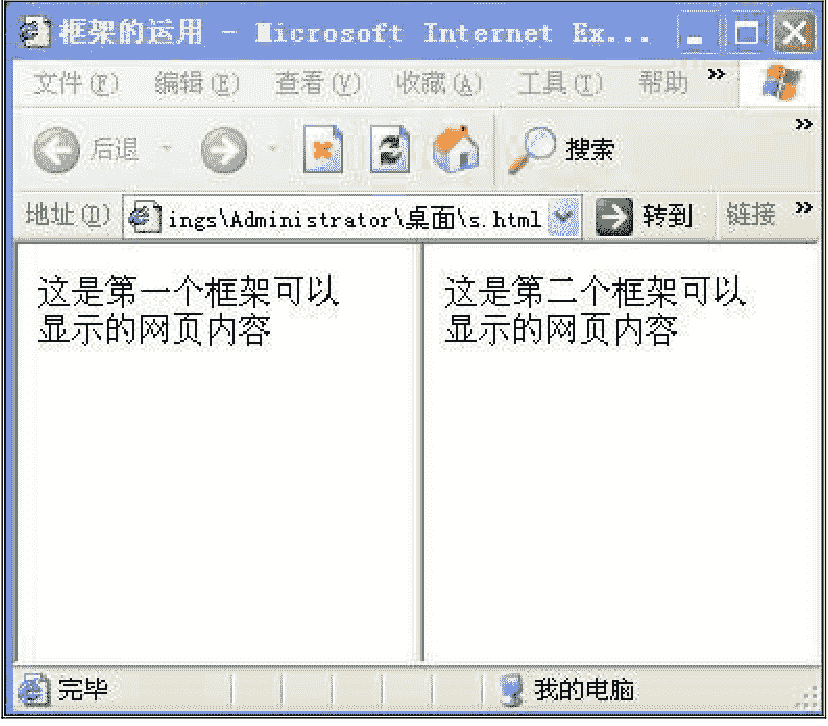 框架的运用 - Microsoft Internet Ex...
文件(F) 编辑(E) 查看(V) 收藏(A) 工具(T) 帮助 »
后退 搜索 »
地址(D) ings\Administrator\桌面\s.html 转到 链接 »
这是第一个框架可以
显示的网页内容
这是第二个框架可以
显示的网页内容
完毕 我的电脑